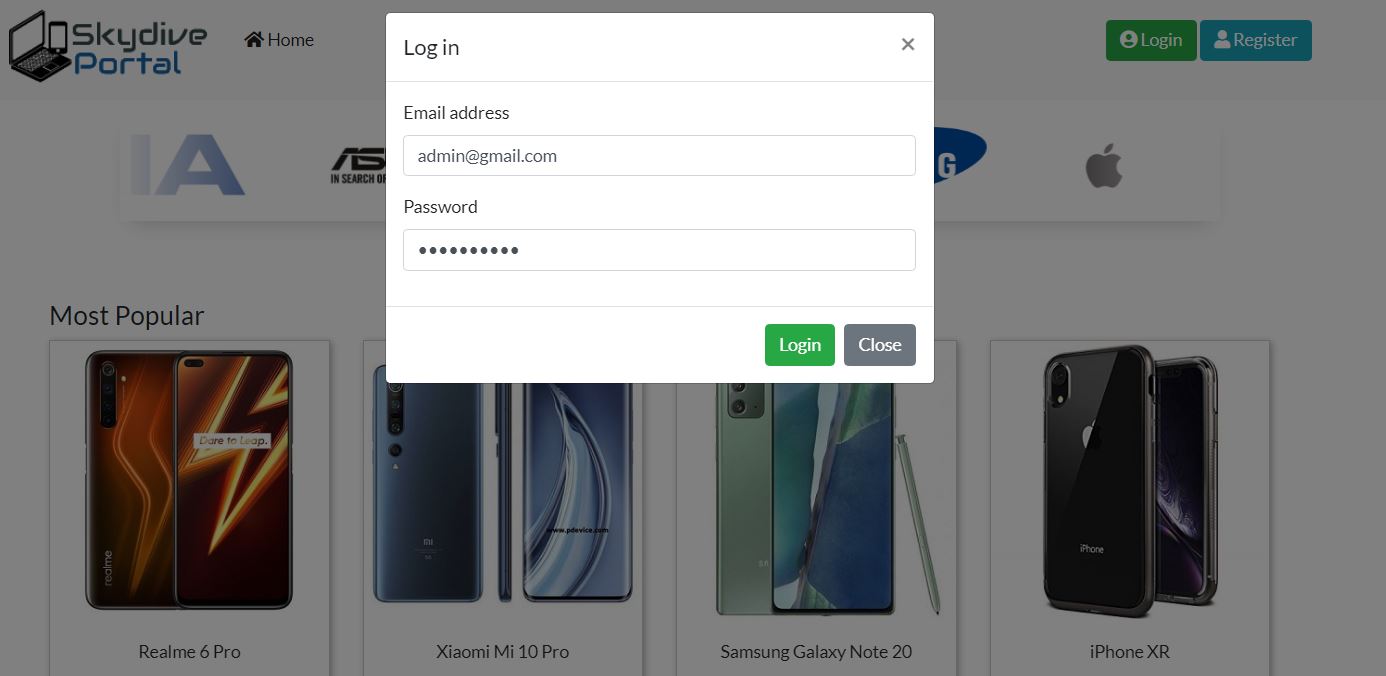 Skydive
Portal
Home
Login
Register
Log in
×
Email address
admin@gmail.com
Password
••••••••••
Login
Close
IA
IN SEARCH
G
Most Popular
Dare to Leap.
realme
www.pdevice.com
MI
5G
iPhone
Realme 6 Pro
Xiaomi Mi 10 Pro
Samsung Galaxy Note 20
iPhone XR